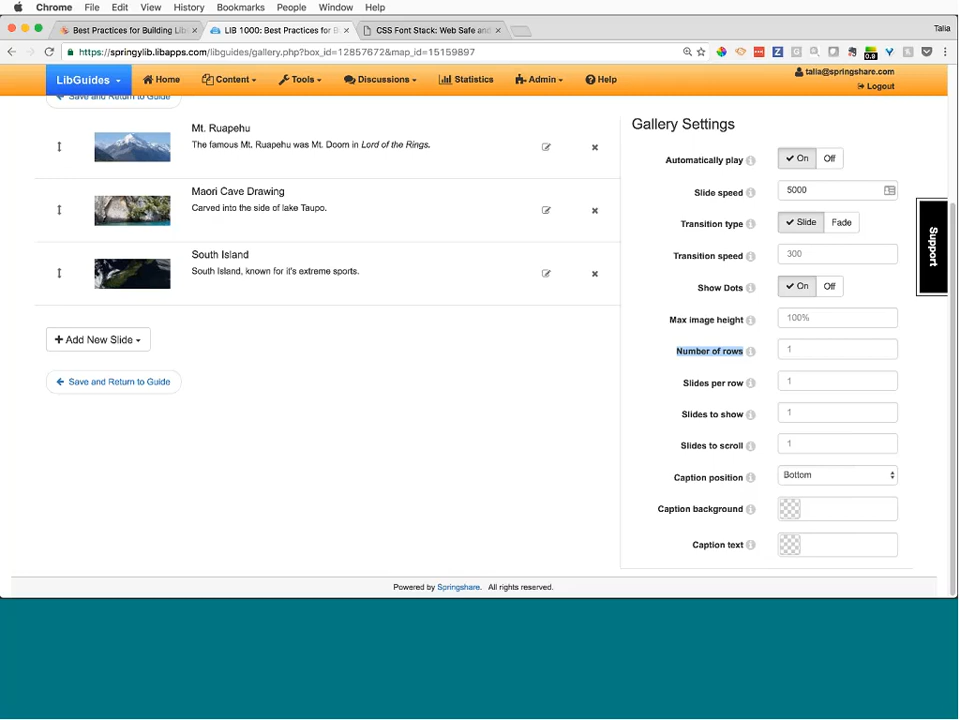 Chrome File Edit View History Bookmarks People Window Help
Best Practices for Building Lib LIB 1000: Best Practices for B CSS Font Stack: Web Safe and Talia
https://springylib.libapps.com/libguides/gallery.php?box_id=12857672&map_id=15159897
LibGuides Home Content Tools Discussions Statistics Admin Help
talia@springshare.com
Logout
Save and Return to Guide
Gallery Settings
Mt. Ruapehu
The famous Mt. Ruapehu was Mt. Doom in Lord of the Rings.
Automatically play On Off
Slide speed 5000
Maori Cave Drawing
Carved into the side of lake Taupo.
Transition type Slide Fade
Transition speed 300
South Island
South Island, known for it's extreme sports.
Show Dots On Off
Max image height 100%
Add New Slide
Number of rows 1
Save and Return to Guide
Slides per row 1
Slides to show 1
Slides to scroll 1
Caption position Bottom
Caption background
Caption text
Support
Powered by Springshare. All rights reserved.